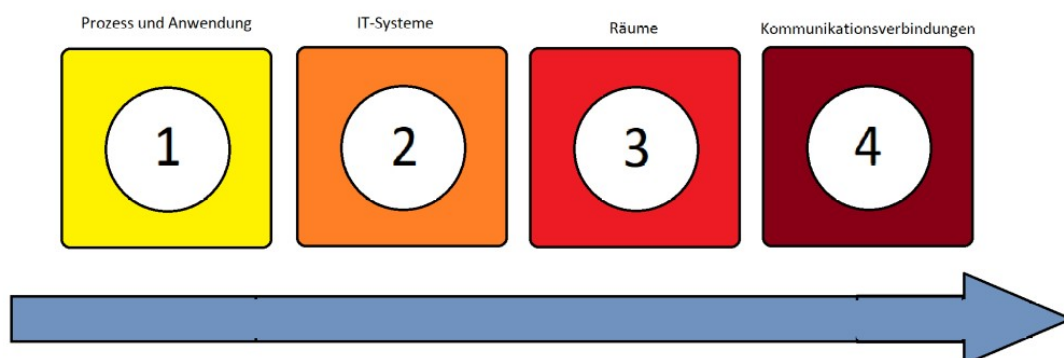 Prozess und Anwendung
IT-Systeme
Räume
Kommunikationsverbindungen
1
2
3
4